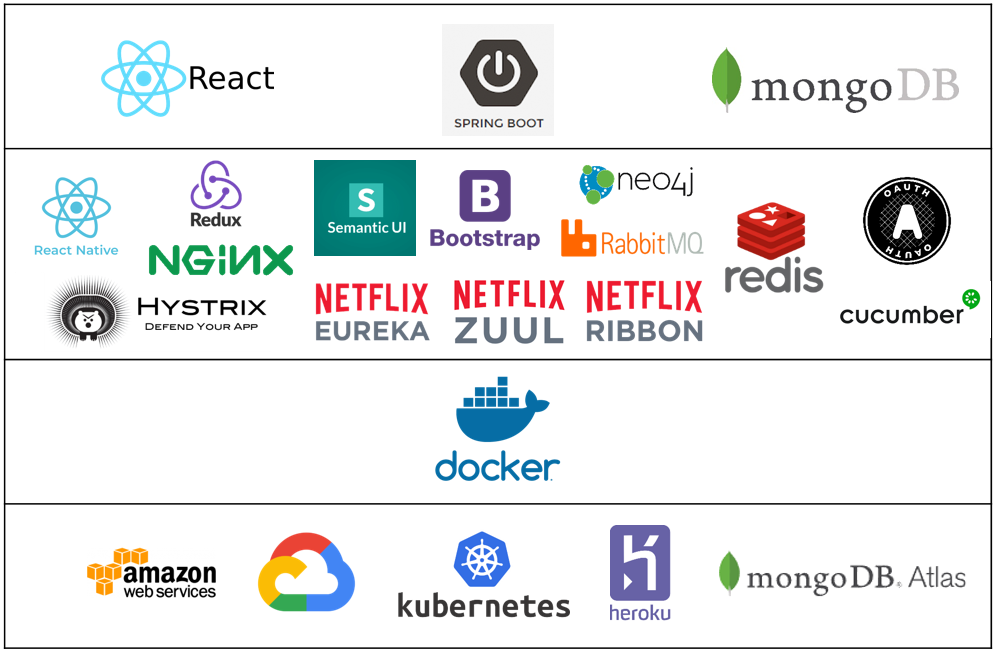 React
SPRING BOOT
mongoDB
React Native
Redux
S
Semantic UI
B
Bootstrap
neo4j
RabbitMQ
redis
OAUTH
A
OAUTH
NGINX
HYSTRIX
DEFEND YOUR APP
NETFLIX
EUREKA
NETFLIX
ZUUL
NETFLIX
RIBBON
cucumber
docker
amazon
web services
kubernetes
heroku
mongoDB. Atlas